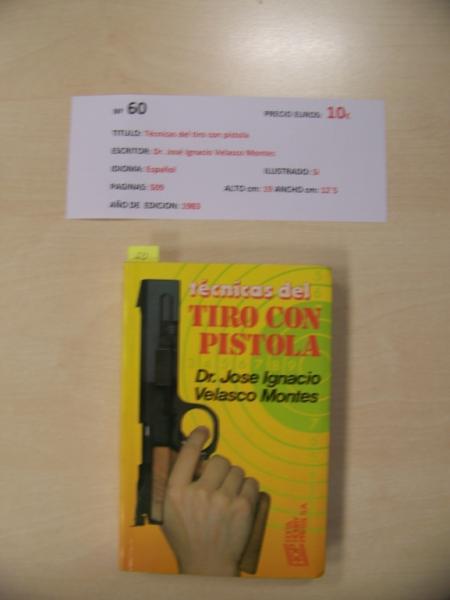 Nº 60 PRECIO EUROS: 10€
TITULO: Técnicas del tiro con pistola
ESCRITOR: Dr. José Ignacio Velasco Montes
IDIOMA: Español ILUSTRADO: Si
PAGINAS: 509 ALTO cm: 19 ANCHO cm: 12'5
AÑO DE EDICION: 1983
técnicas del
TIRO CON
PISTOLA
Dr. Jose Ignacio
Velasco Montes